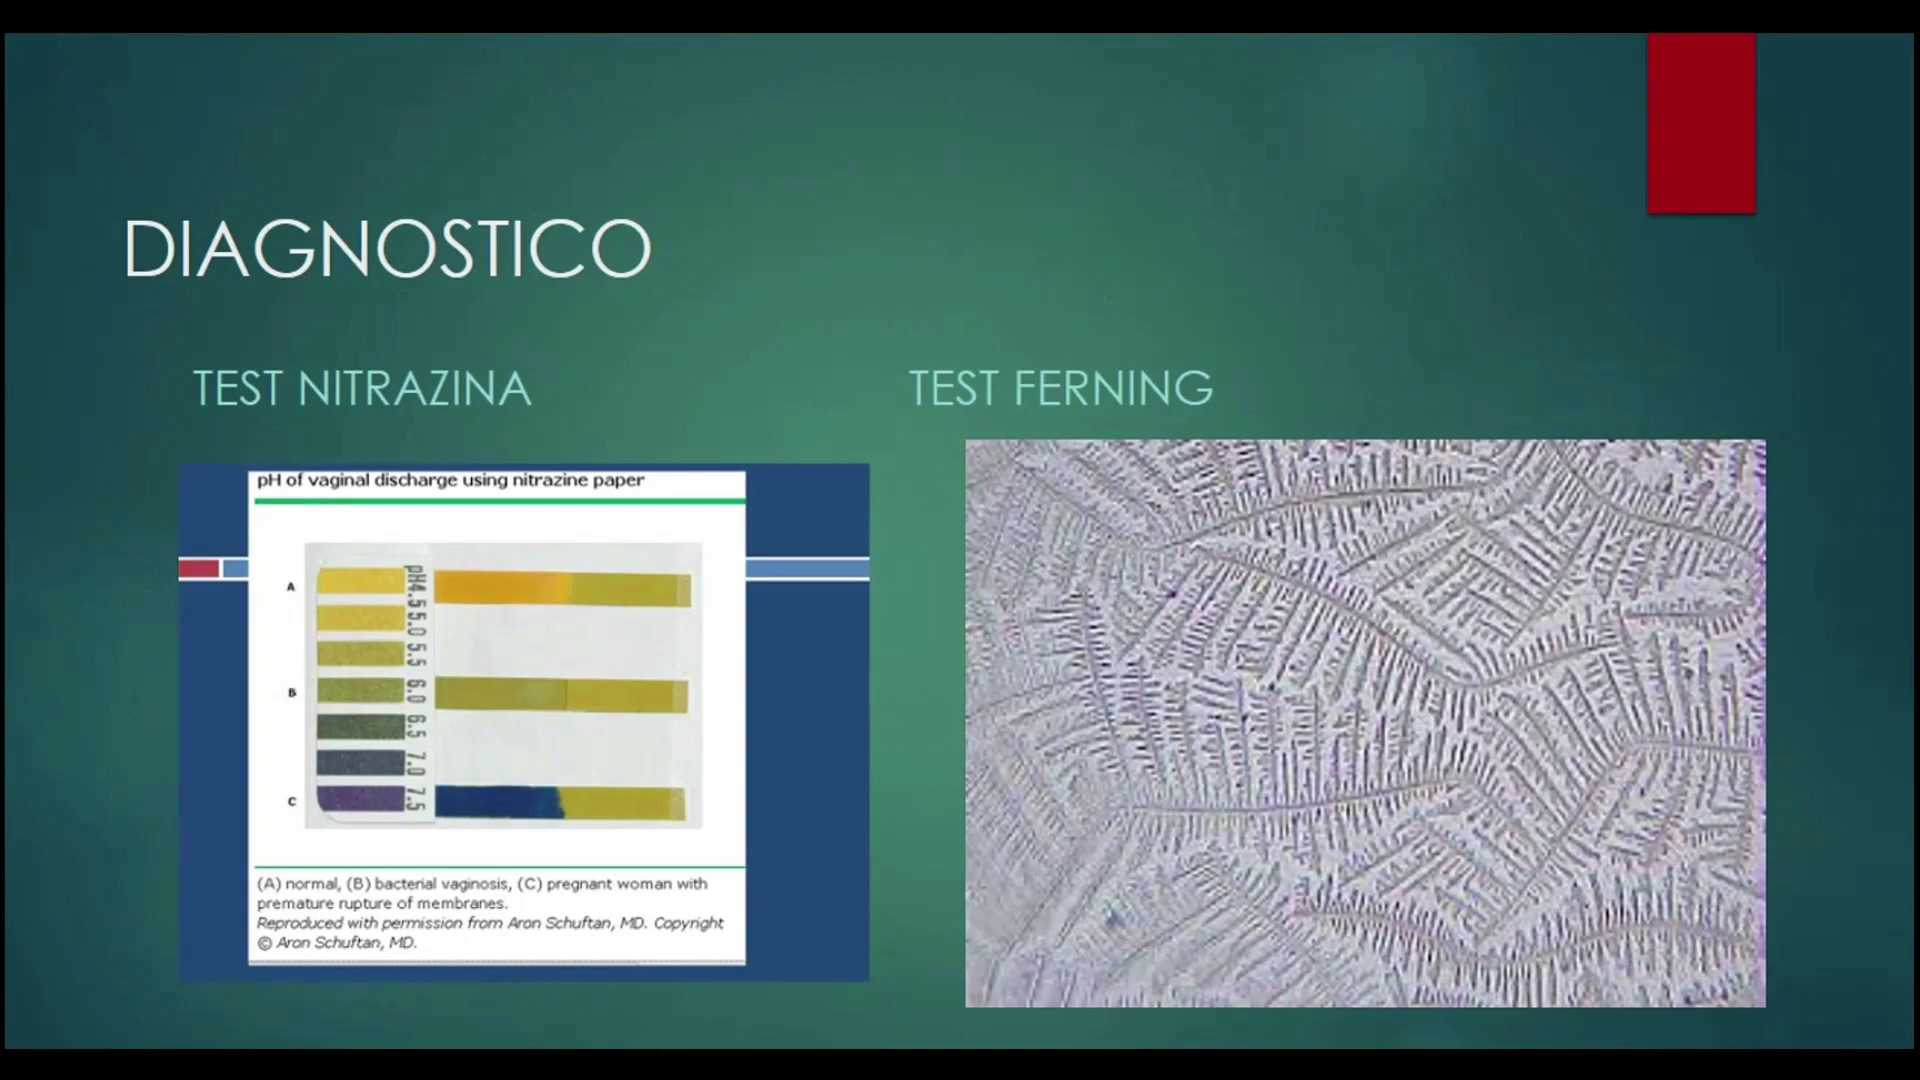 DIAGNOSTICO
TEST NITRAZINA
TEST FERNING
pH of vaginal discharge using nitrazine paper
A
B
C
pH4.5
5.0
5.5
6.0
6.5
7.0
7.5
(A) normal, (B) bacterial vaginosis, (C) pregnant woman with
premature rupture of membranes.
Reproduced with permission from Aron Schuftan, MD. Copyright
© Aron Schuftan, MD.